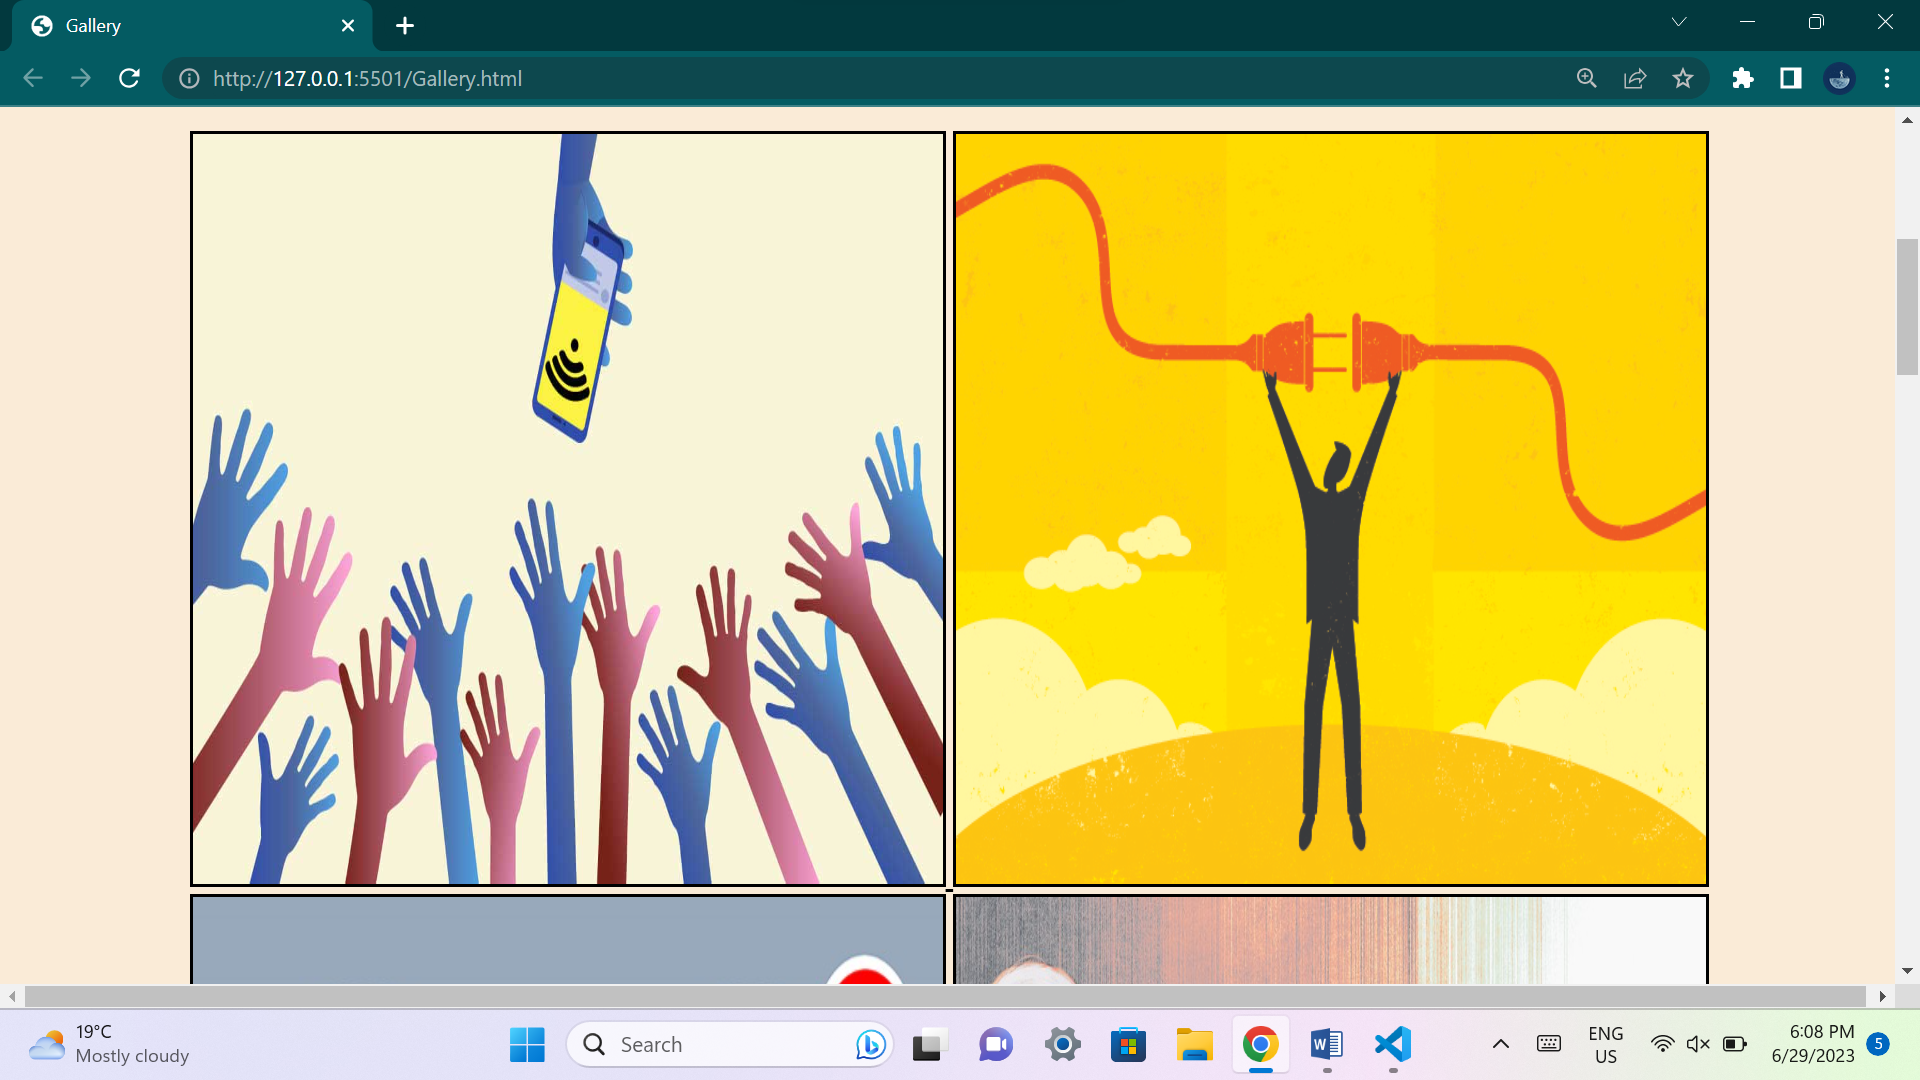 Gallery
http://127.0.0.1:5501/Gallery.html
19°C
Mostly cloudy
Search
W
ENG
US
6:08 PM
6/29/2023
5